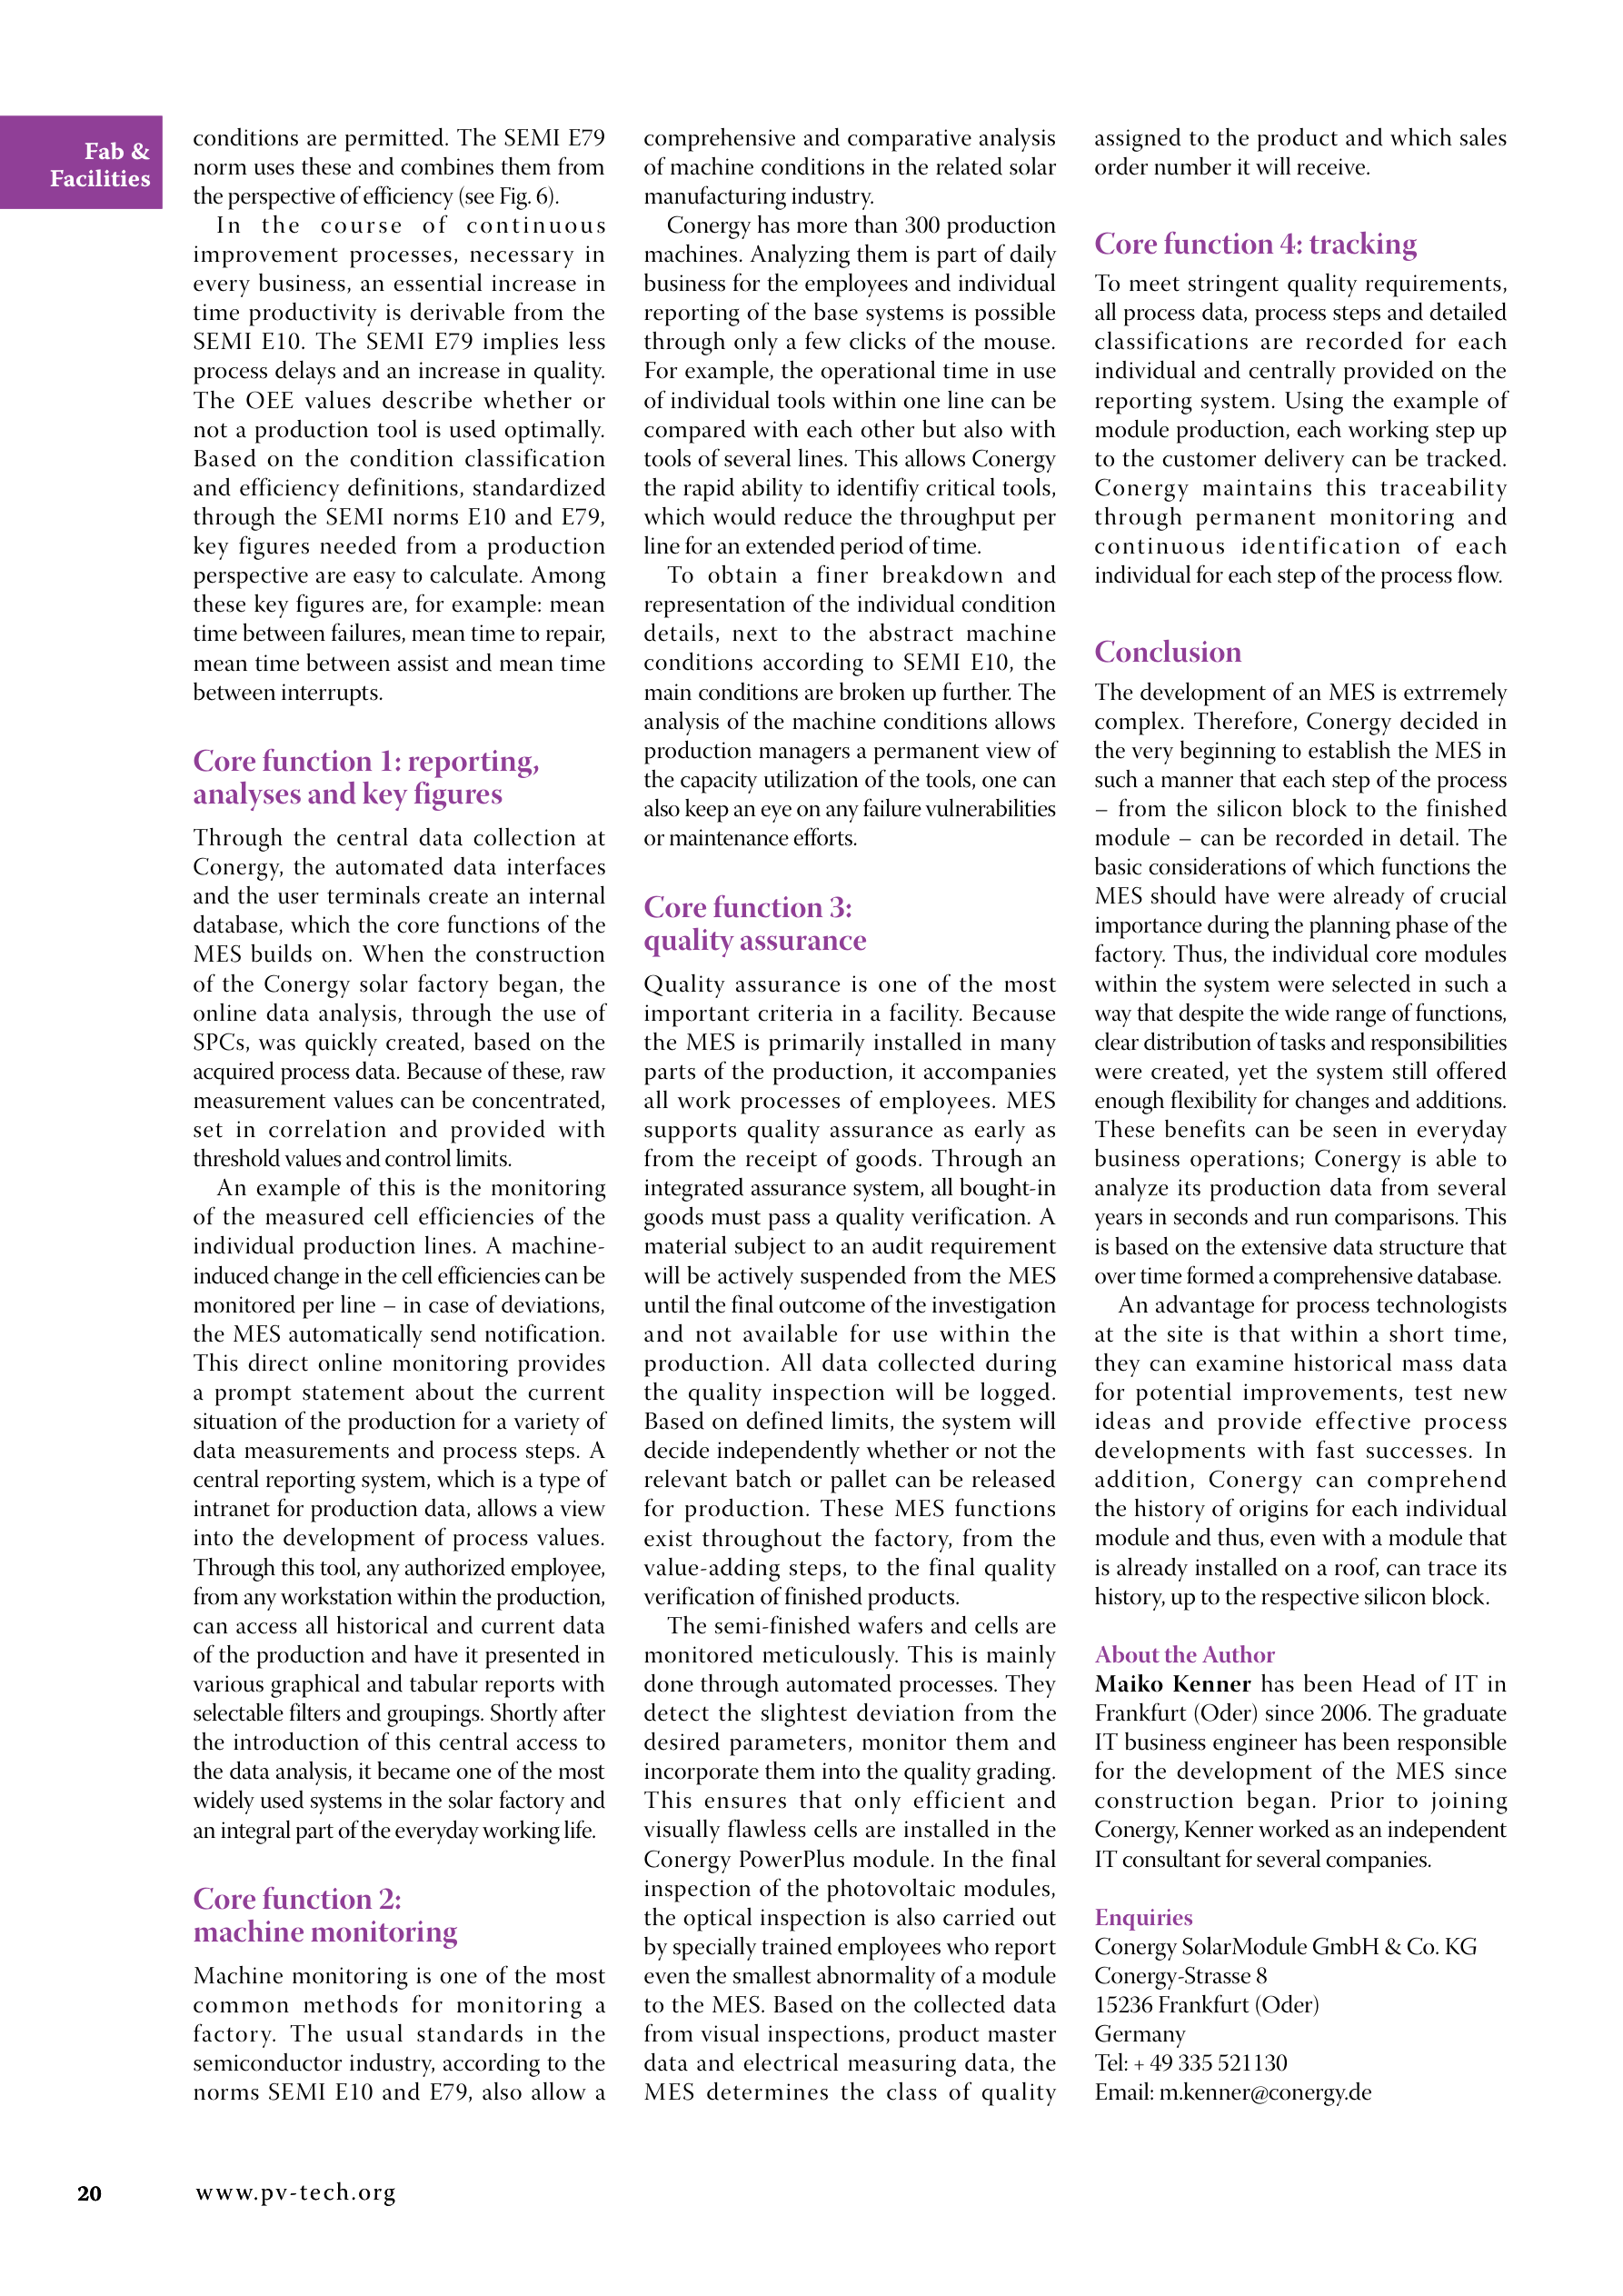 Fab &
Facilities
conditions are permitted. The SEMI E79
norm uses these and combines them from
the perspective of efficiency (see Fig. 6).
In the course of continuous
improvement processes, necessary in
every business, an essential increase in
time productivity is derivable from the
SEMI E10. The SEMI E79 implies less
process delays and an increase in quality.
The OEE values describe whether or
not a production tool is used optimally.
Based on the condition classification
and efficiency definitions, standardized
through the SEMI norms E10 and E79,
key figures needed from a production
perspective are easy to calculate. Among
these key figures are, for example: mean
time between failures, mean time to repair,
mean time between assist and mean time
between interrupts.
Core function 1: reporting,
analyses and key figures
Through the central data collection at
Conergy, the automated data interfaces
and the user terminals create an internal
database, which the core functions of the
MES builds on. When the construction
of the Conergy solar factory began, the
online data analysis, through the use of
SPCs, was quickly created, based on the
acquired process data. Because of these, raw
measurement values can be concentrated,
set in correlation and provided with
threshold values and control limits.
An example of this is the monitoring
of the measured cell efficiencies of the
individual production lines. A machine-
induced change in the cell efficiencies can be
monitored per line – in case of deviations,
the MES automatically send notification.
This direct online monitoring provides
a prompt statement about the current
situation of the production for a variety of
data measurements and process steps. A
central reporting system, which is a type of
intranet for production data, allows a view
into the development of process values.
Through this tool, any authorized employee,
from any workstation within the production,
can access all historical and current data
of the production and have it presented in
various graphical and tabular reports with
selectable filters and groupings. Shortly after
the introduction of this central access to
the data analysis, it became one of the most
widely used systems in the solar factory and
an integral part of the everyday working life.
Core function 2:
machine monitoring
Machine monitoring is one of the most
common methods for monitoring a
factory. The usual standards in the
semiconductor industry, according to the
norms SEMI E10 and E79, also allow a
comprehensive and comparative analysis
of machine conditions in the related solar
manufacturing industry.
Conergy has more than 300 production
machines. Analyzing them is part of daily
business for the employees and individual
reporting of the base systems is possible
through only a few clicks of the mouse.
For example, the operational time in use
of individual tools within one line can be
compared with each other but also with
tools of several lines. This allows Conergy
the rapid ability to identifiy critical tools,
which would reduce the throughput per
line for an extended period of time.
To obtain a finer breakdown and
representation of the individual condition
details, next to the abstract machine
conditions according to SEMI E10, the
main conditions are broken up further. The
analysis of the machine conditions allows
production managers a permanent view of
the capacity utilization of the tools, one can
also keep an eye on any failure vulnerabilities
or maintenance efforts.
Core function 3:
quality assurance
Quality assurance is one of the most
important criteria in a facility. Because
the MES is primarily installed in many
parts of the production, it accompanies
all work processes of employees. MES
supports quality assurance as early as
from the receipt of goods. Through an
integrated assurance system, all bought-in
goods must pass a quality verification. A
material subject to an audit requirement
will be actively suspended from the MES
until the final outcome of the investigation
and not available for use within the
production. All data collected during
the quality inspection will be logged.
Based on defined limits, the system will
decide independently whether or not the
relevant batch or pallet can be released
for production. These MES functions
exist throughout the factory, from the
value-adding steps, to the final quality
verification of finished products.
The semi-finished wafers and cells are
monitored meticulously. This is mainly
done through automated processes. They
detect the slightest deviation from the
desired parameters, monitor them and
incorporate them into the quality grading.
This ensures that only efficient and
visually flawless cells are installed in the
Conergy PowerPlus module. In the final
inspection of the photovoltaic modules,
the optical inspection is also carried out
by specially trained employees who report
even the smallest abnormality of a module
to the MES. Based on the collected data
from visual inspections, product master
data and electrical measuring data, the
MES determines the class of quality
assigned to the product and which sales
order number it will receive.
Core function 4: tracking
To meet stringent quality requirements,
all process data, process steps and detailed
classifications are recorded for each
individual and centrally provided on the
reporting system. Using the example of
module production, each working step up
to the customer delivery can be tracked.
Conergy maintains this traceability
through permanent monitoring and
continuous identification of each
individual for each step of the process flow.
Conclusion
The development of an MES is extrremely
complex. Therefore, Conergy decided in
the very beginning to establish the MES in
such a manner that each step of the process
– from the silicon block to the finished
module – can be recorded in detail. The
basic considerations of which functions the
MES should have were already of crucial
importance during the planning phase of the
factory. Thus, the individual core modules
within the system were selected in such a
way that despite the wide range of functions,
clear distribution of tasks and responsibilities
were created, yet the system still offered
enough flexibility for changes and additions.
These benefits can be seen in everyday
business operations; Conergy is able to
analyze its production data from several
years in seconds and run comparisons. This
is based on the extensive data structure that
over time formed a comprehensive database.
An advantage for process technologists
at the site is that within a short time,
they can examine historical mass data
for potential improvements, test new
ideas and provide effective process
developments with fast successes. In
addition, Conergy can comprehend
the history of origins for each individual
module and thus, even with a module that
is already installed on a roof, can trace its
history, up to the respective silicon block.
About the Author
Maiko Kenner has been Head of IT in
Frankfurt (Oder) since 2006. The graduate
IT business engineer has been responsible
for the development of the MES since
construction began. Prior to joining
Conergy, Kenner worked as an independent
IT consultant for several companies.
Enquiries
Conergy SolarModule GmbH & Co. KG
Conergy-Strasse 8
15236 Frankfurt (Oder)
Germany
Tel: + 49 335 521130
Email: m.kenner@conergy.de
20
www.pv-tech.org